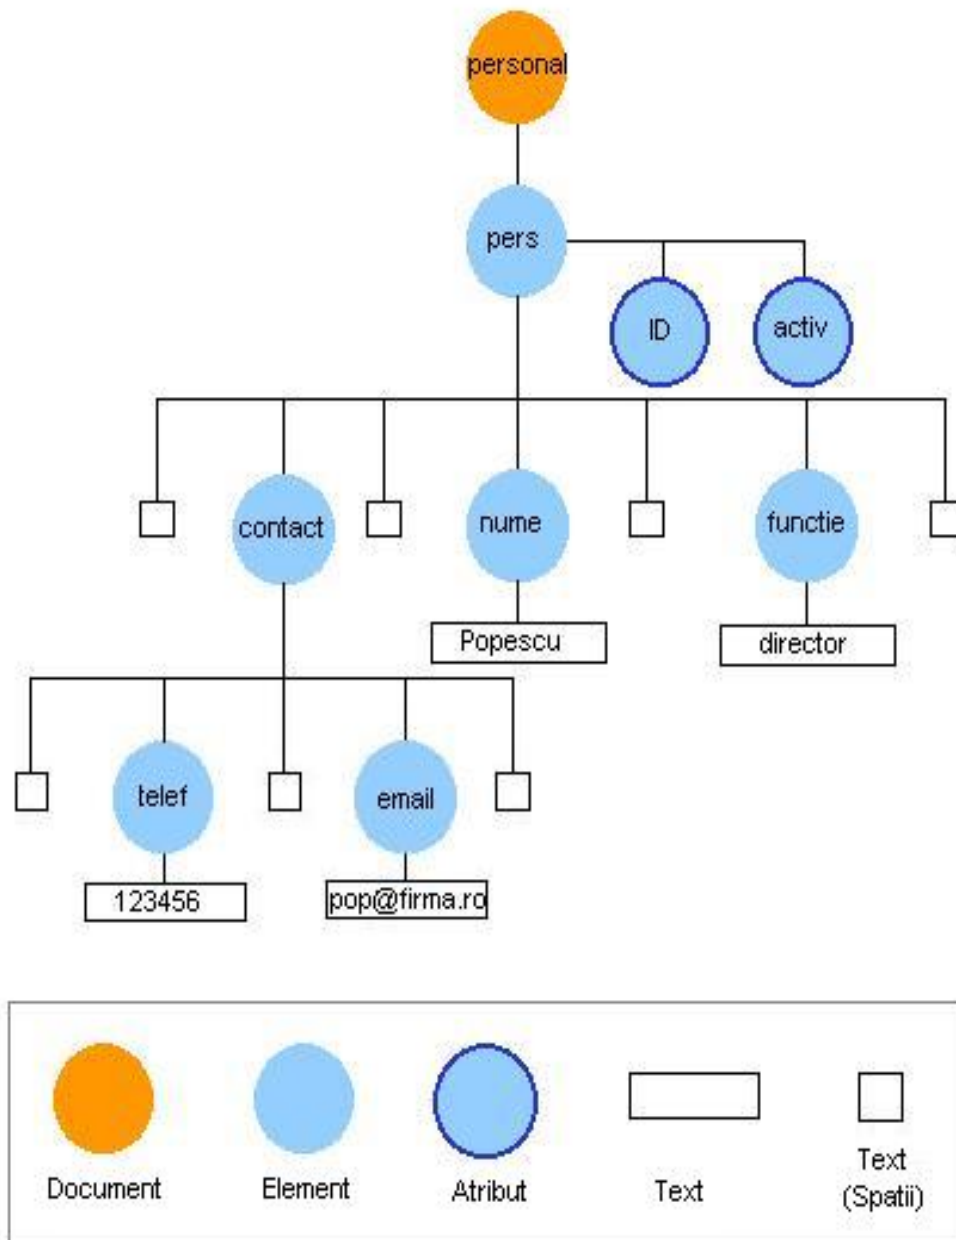 personal
pers
ID
activ
contact
nume
functie
Popescu
director
telef
email
123456
pop@firma.ro
Document
Element
Atribut
Text
Text
(Spatii)